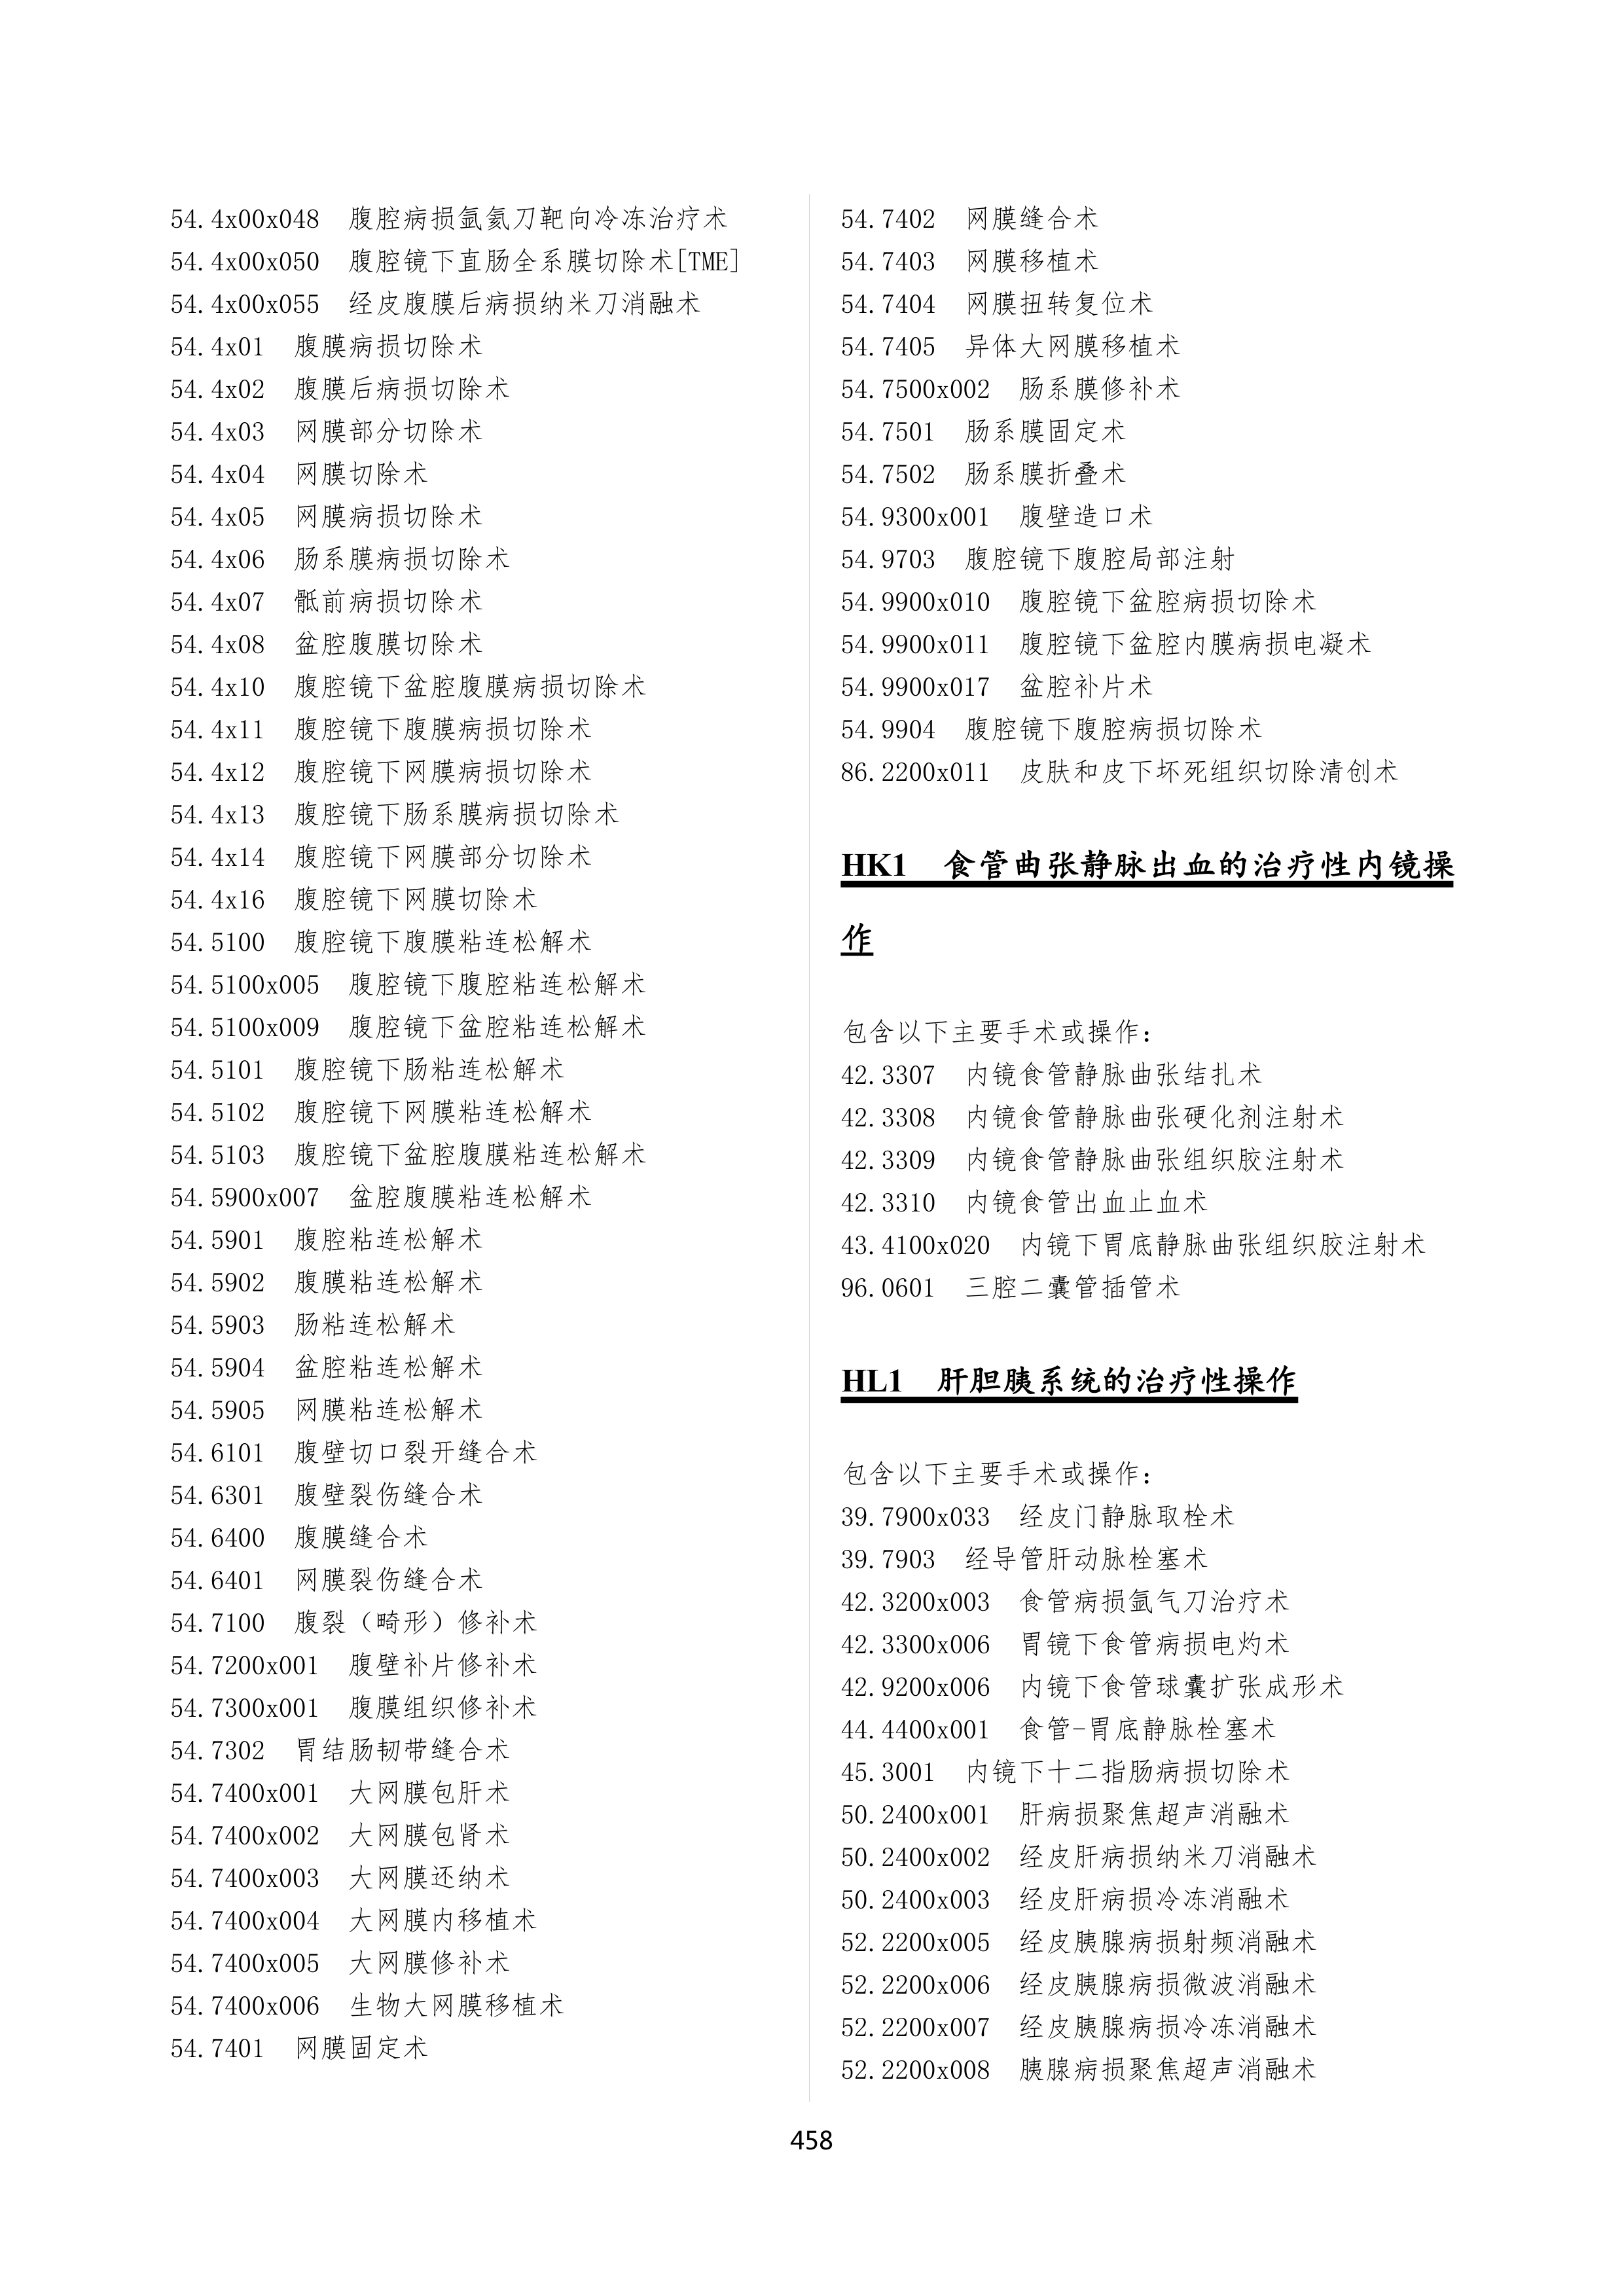 54.4x00x048 腹腔病损氩氦刀靶向冷冻治疗术
54.4x00x050 腹腔镜下直肠全系膜切除术[TME]
54.4x00x055 经皮腹膜后病损纳米刀消融术
54.4x01 腹膜病损切除术
54.4x02 腹膜后病损切除术
54.4x03 网膜部分切除术
54.4x04 网膜切除术
54.4x05 网膜病损切除术
54.4x06 肠系膜病损切除术
54.4x07 骶前病损切除术
54.4x08 盆腔腹膜切除术
54.4x10 腹腔镜下盆腔腹膜病损切除术
54.4x11 腹腔镜下腹膜病损切除术
54.4x12 腹腔镜下网膜病损切除术
54.4x13 腹腔镜下肠系膜病损切除术
54.4x14 腹腔镜下网膜部分切除术
54.4x16 腹腔镜下网膜切除术
54.5100 腹腔镜下腹膜粘连松解术
54.5100x005 腹腔镜下腹腔粘连松解术
54.5100x009 腹腔镜下盆腔粘连松解术
54.5101 腹腔镜下肠粘连松解术
54.5102 腹腔镜下网膜粘连松解术
54.5103 腹腔镜下盆腔腹膜粘连松解术
54.5900x007 盆腔腹膜粘连松解术
54.5901 腹腔粘连松解术
54.5902 腹膜粘连松解术
54.5903 肠粘连松解术
54.5904 盆腔粘连松解术
54.5905 网膜粘连松解术
54.6101 腹壁切口裂开缝合术
54.6301 腹壁裂伤缝合术
54.6400 腹膜缝合术
54.6401 网膜裂伤缝合术
54.7100 腹裂（畸形）修补术
54.7200x001 腹壁补片修补术
54.7300x001 腹膜组织修补术
54.7302 胃结肠韧带缝合术
54.7400x001 大网膜包肝术
54.7400x002 大网膜包肾术
54.7400x003 大网膜还纳术
54.7400x004 大网膜内移植术
54.7400x005 大网膜修补术
54.7400x006 生物大网膜移植术
54.7401 网膜固定术
54.7402 网膜缝合术
54.7403 网膜移植术
54.7404 网膜扭转复位术
54.7405 异体大网膜移植术
54.7500x002 肠系膜修补术
54.7501 肠系膜固定术
54.7502 肠系膜折叠术
54.9300x001 腹壁造口术
54.9703 腹腔镜下腹腔局部注射
54.9900x010 腹腔镜下盆腔病损切除术
54.9900x011 腹腔镜下盆腔内膜病损电凝术
54.9900x017 盆腔补片术
54.9904 腹腔镜下腹腔病损切除术
86.2200x011 皮肤和皮下坏死组织切除清创术
HK1 食管曲张静脉出血的治疗性内镜操
作
包含以下主要手术或操作：
42.3307 内镜食管静脉曲张结扎术
42.3308 内镜食管静脉曲张硬化剂注射术
42.3309 内镜食管静脉曲张组织胶注射术
42.3310 内镜食管出血止血术
43.4100x020 内镜下胃底静脉曲张组织胶注射术
96.0601 三腔二囊管插管术
HL1 肝胆胰系统的治疗性操作
包含以下主要手术或操作：
39.7900x033 经皮门静脉取栓术
39.7903 经导管肝动脉栓塞术
42.3200x003 食管病损氩气刀治疗术
42.3300x006 胃镜下食管病损电灼术
42.9200x006 内镜下食管球囊扩张成形术
44.4400x001 食管-胃底静脉栓塞术
45.3001 内镜下十二指肠病损切除术
50.2400x001 肝病损聚焦超声消融术
50.2400x002 经皮肝病损纳米刀消融术
50.2400x003 经皮肝病损冷冻消融术
52.2200x005 经皮胰腺病损射频消融术
52.2200x006 经皮胰腺病损微波消融术
52.2200x007 经皮胰腺病损冷冻消融术
52.2200x008 胰腺病损聚焦超声消融术
458